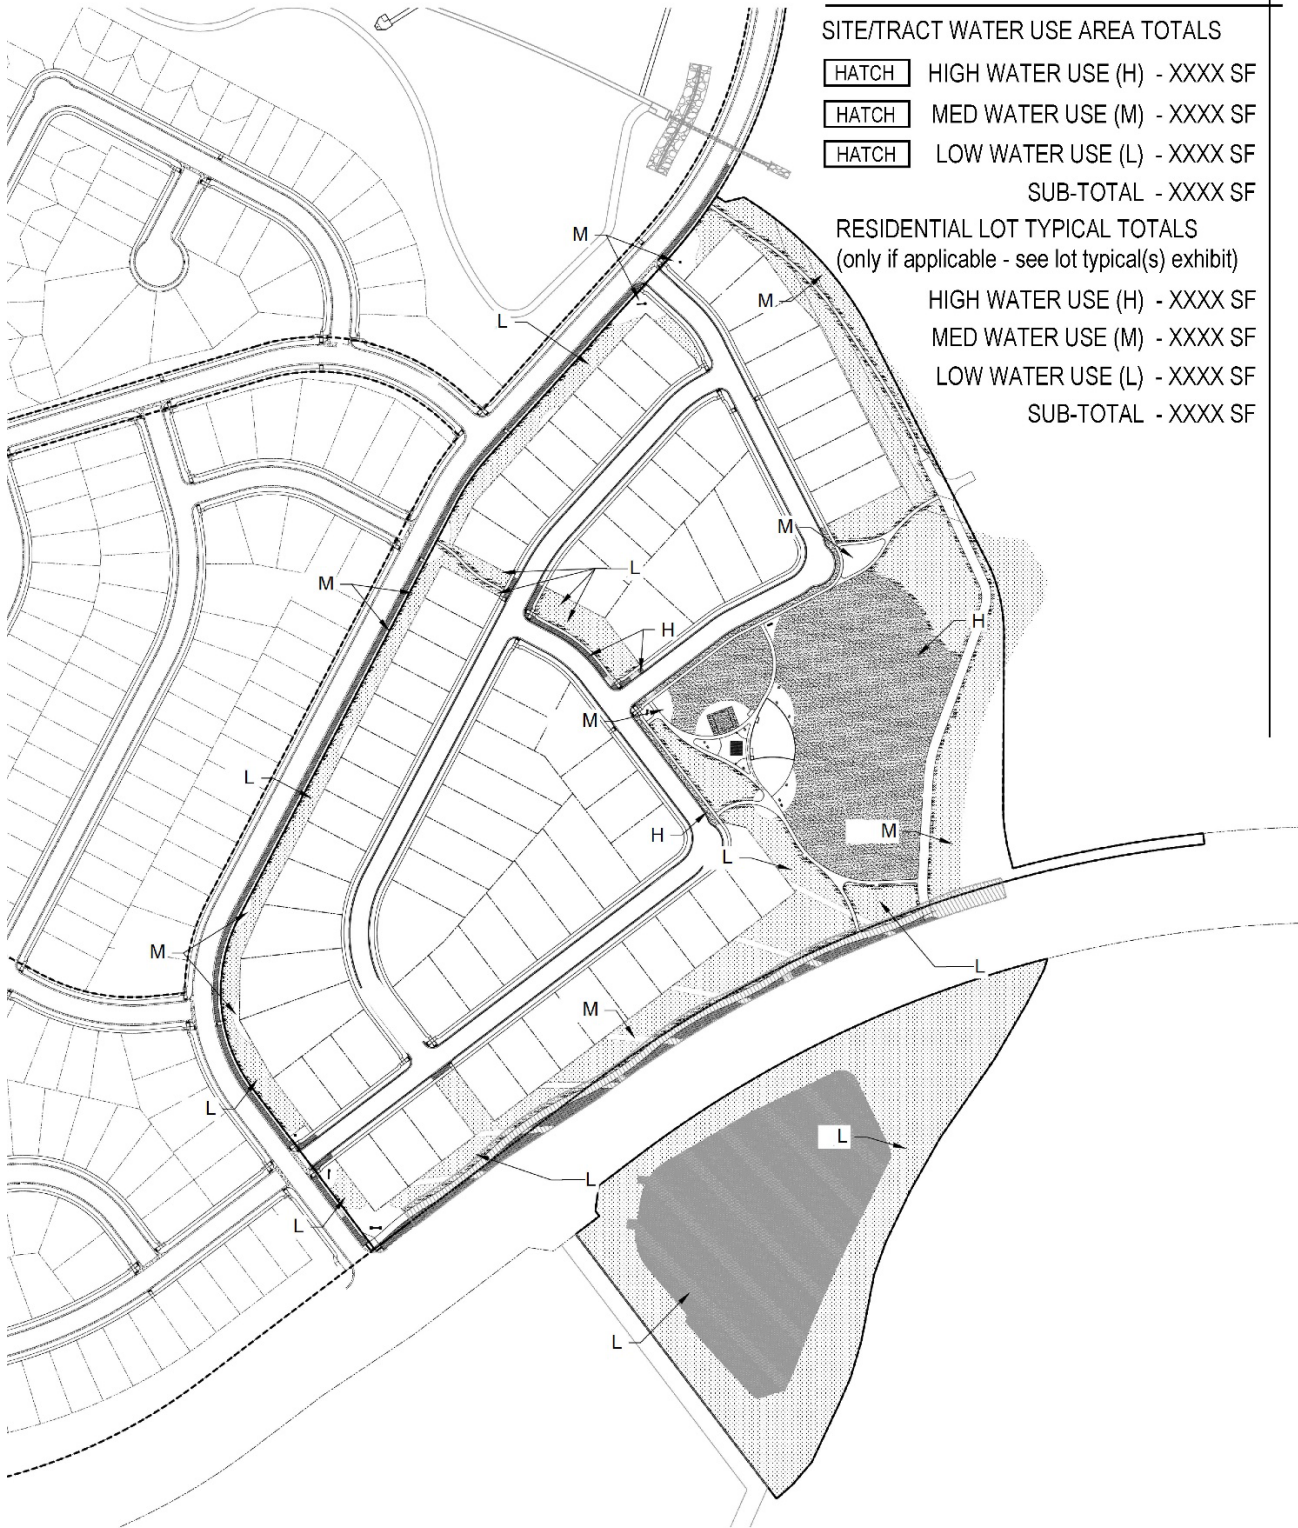 SITE/TRACT WATER USE AREA TOTALS
HATCH HIGH WATER USE (H) - XXXX SF
HATCH MED WATER USE (M) - XXXX SF
HATCH LOW WATER USE (L) - XXXX SF
SUB-TOTAL - XXXX SF
RESIDENTIAL LOT TYPICAL TOTALS
(only if applicable - see lot typical(s) exhibit)
HIGH WATER USE (H) - XXXX SF
MED WATER USE (M) - XXXX SF
LOW WATER USE (L) - XXXX SF
SUB-TOTAL - XXXX SF
M
M
L
M
L
M
H
H
M
L
M
H
L
M
L
M
L
L
L
L
L